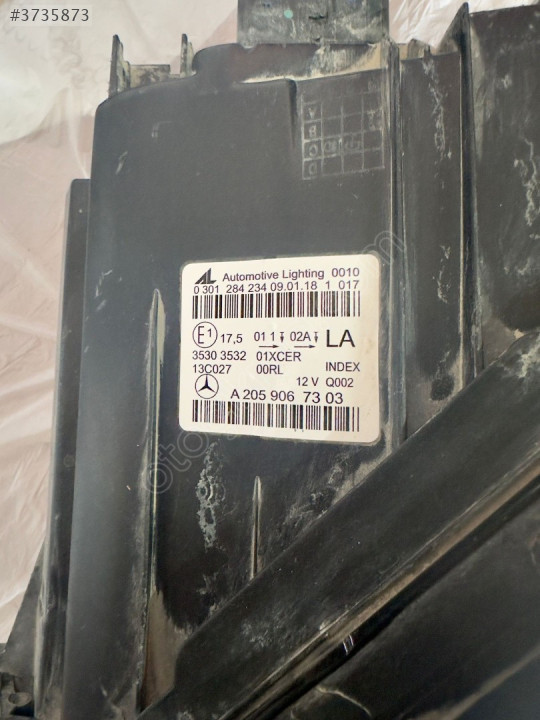 #3735873
AL Automotive Lighting 0010
0 301 284 234 09.01.18 1 017
E1 17,5 01 1 02A LA
3530 3532 01XCER
13C027 00RL INDEX
12 V Q002
A 205 906 73 03